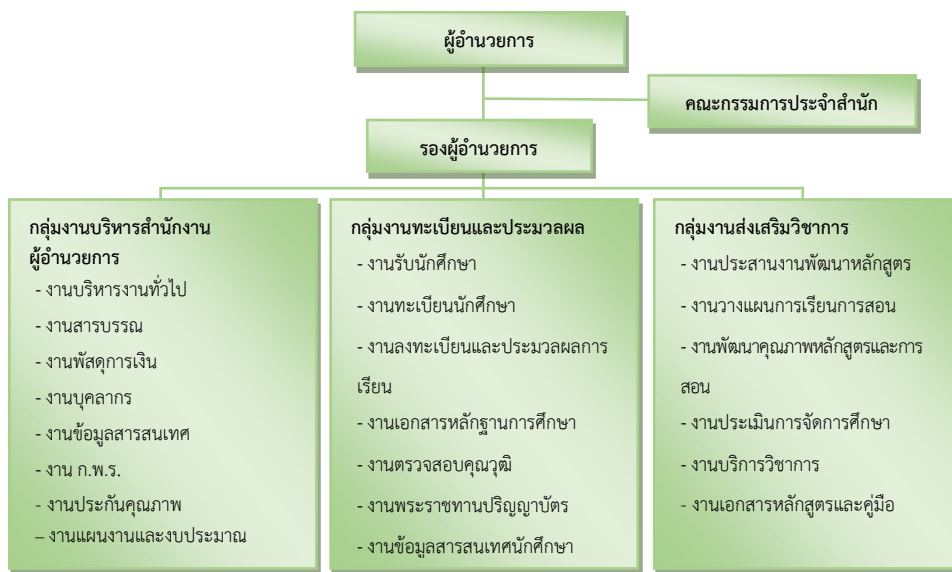 ผู้อำนวยการ
คณะกรรมการประจำสำนัก
รองผู้อำนวยการ
กลุ่มงานบริหารสำนักงาน
ผู้อำนวยการ
- งานบริหารงานทั่วไป
- งานสารบรรณ
- งานพัสดุการเงิน
- งานบุคลากร
- งานข้อมูลสารสนเทศ
- งาน ก.พ.ร.
- งานประกันคุณภาพ
– งานแผนงานและงบประมาณ
กลุ่มงานทะเบียนและประมวลผล
- งานรับนักศึกษา
- งานทะเบียนนักศึกษา
- งานลงทะเบียนและประมวลผลการ
เรียน
- งานเอกสารหลักฐานการศึกษา
- งานตรวจสอบคุณวุฒิ
- งานพระราชทานปริญญาบัตร
- งานข้อมูลสารสนเทศนักศึกษา
กลุ่มงานส่งเสริมวิชาการ
- งานประสานงานพัฒนาหลักสูตร
- งานวางแผนการเรียนการสอน
- งานพัฒนาคุณภาพหลักสูตรและการ
สอน
- งานประเมินการจัดการศึกษา
- งานบริการวิชาการ
- งานเอกสารหลักสูตรและคู่มือ